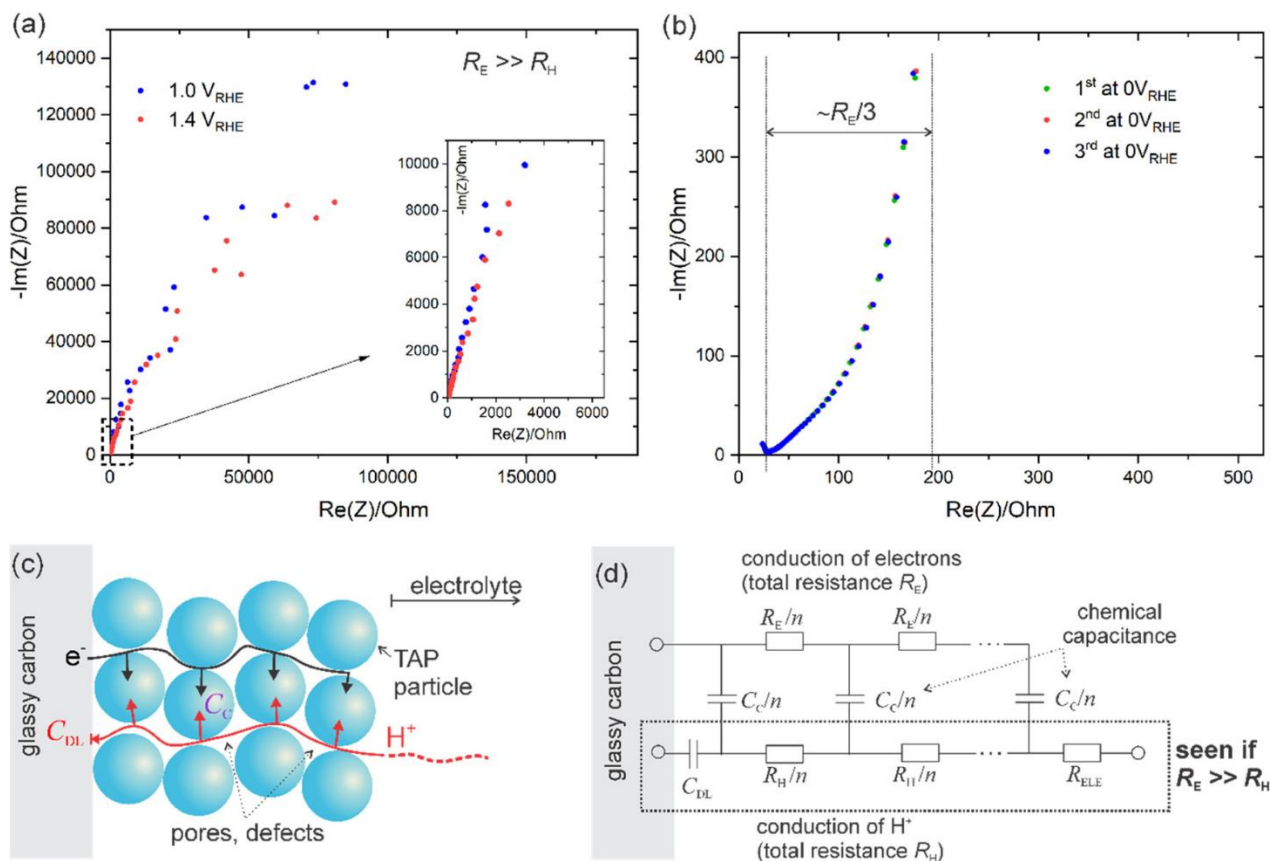 (a)
140000
120000
100000
80000
60000
40000
20000
0
-Im(Z)/Ohm
1.0 V_RHE
1.4 V_RHE
R_E >> R_H
10000
8000
6000
4000
2000
0
-Im(Z)/Ohm
0 2000 4000 6000
Re(Z)/Ohm
0 50000 100000 150000
Re(Z)/Ohm
(b)
400
300
200
100
0
-Im(Z)/Ohm
~R_E/3
1st at 0V_RHE
2nd at 0V_RHE
3rd at 0V_RHE
0 100 200 300 400 500
Re(Z)/Ohm
(c)
glassy carbon
electrolyte
e-
TAP
particle
C_C
C_DL
H+
pores, defects
(d)
glassy carbon
conduction of electrons
(total resistance R_E)
R_E/n R_E/n
chemical
capacitance
C_C/n C_C/n C_C/n
C_DL R_H/n R_H/n R_ELE
seen if
R_E >> R_H
conduction of H+
(total resistance R_H)